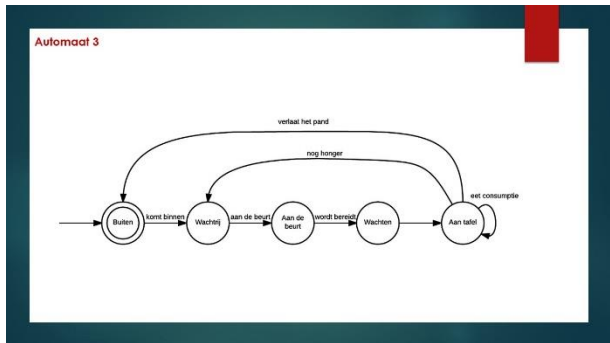 Automaat 3
verlaat het pand
nog honger
eet consumptie
komt binnen
aan de beurt
wordt bereidt
Buiten
Wachtrij
Aan de
beurt
Wachten
Aan tafel